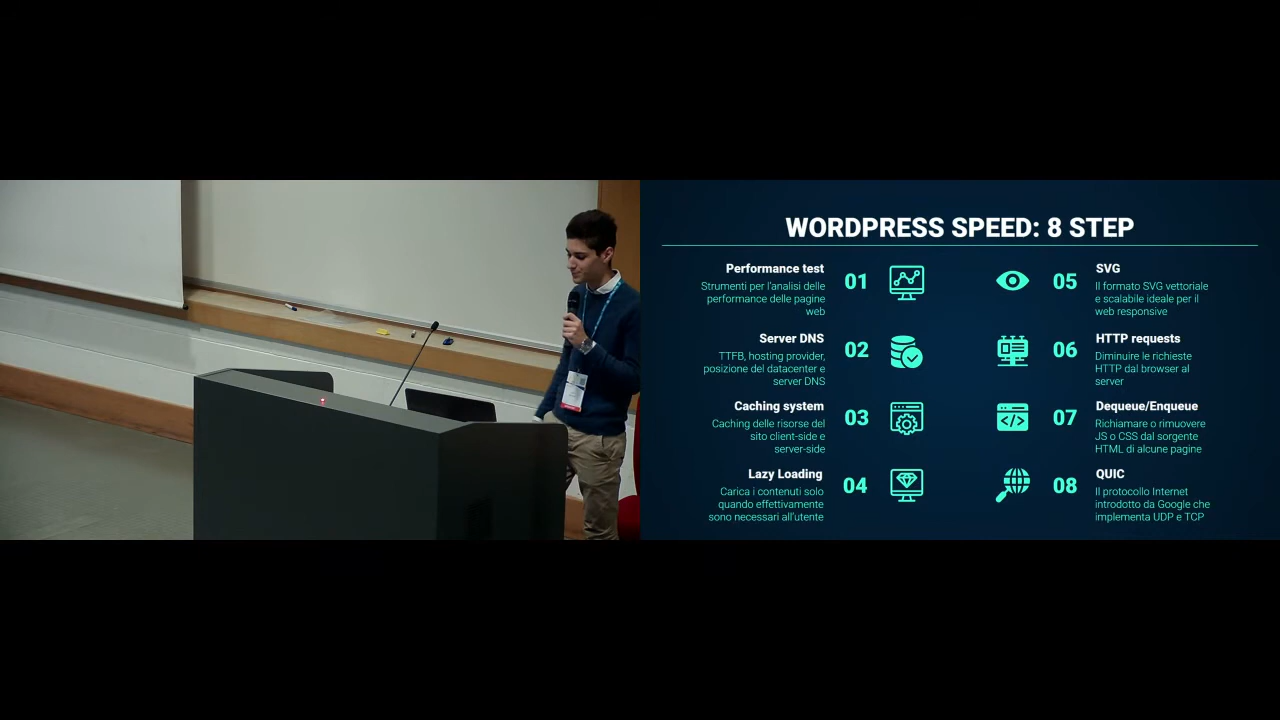 WORDPRESS SPEED: 8 STEP
Performance test
01
Strumenti per l'analisi delle
performance delle pagine
web
Server DNS
02
TTFB, hosting provider,
posizione del datacenter e
server DNS
Caching system
03
Caching delle risorse del
sito client-side e
server-side
Lazy Loading
04
Carica i contenuti solo
quando effettivamente
sono necessari all'utente
05
SVG
Il formato SVG vettoriale
e scalabile ideale per il
web responsive
06
HTTP requests
Diminuire le richieste
HTTP dal browser al
server
07
Dequeue/Enqueue
Richiamare o rimuovere
JS o CSS dal sorgente
HTML di alcune pagine
08
QUIC
Il protocollo Internet
introdotto da Google che
implementa UDP e TCP